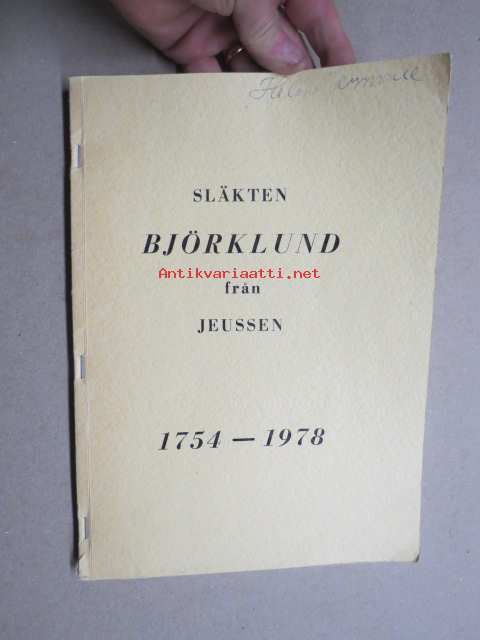 SLÄKTEN
BJÖRKLUND
Antikvariaatti.net
från
JEUSSEN
1754 — 1978